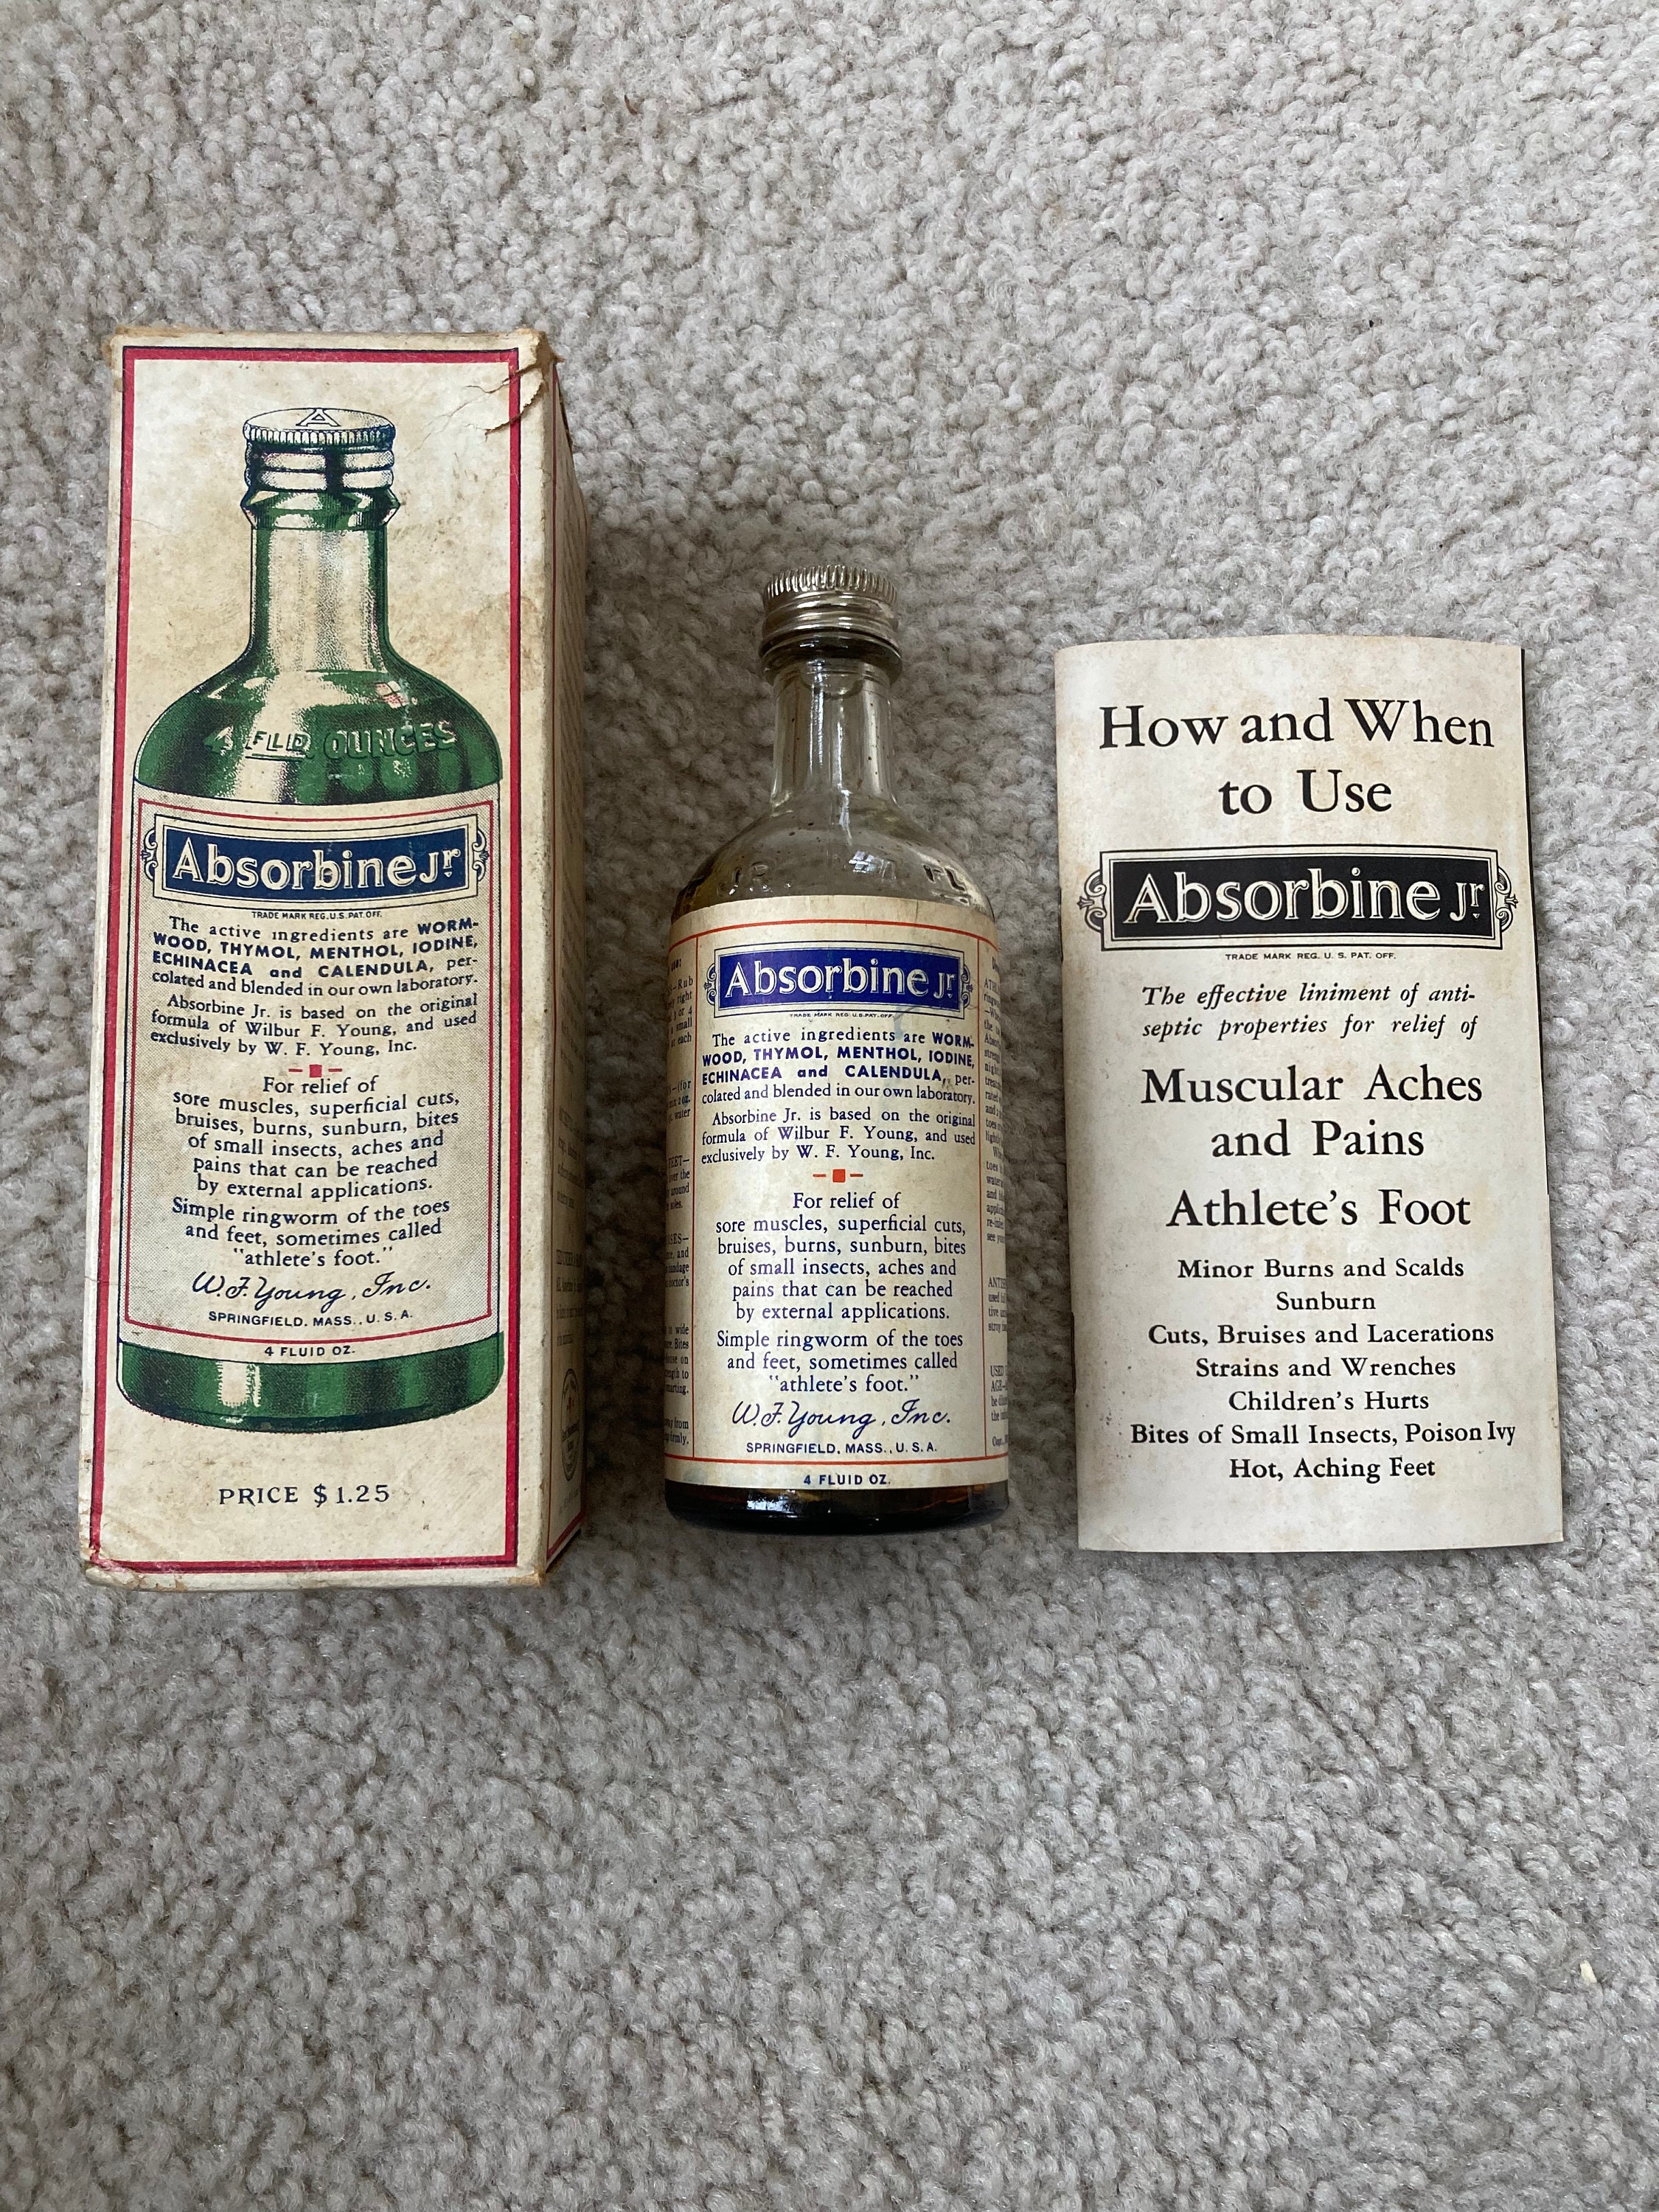 A
4 FLUID OUNCES
Absorbine Jr.
TRADE MARK REG. U.S. PAT. OFF.
The active ingredients are WORM-
WOOD, THYMOL, MENTHOL, IODINE,
ECHINACEA and CALENDULA, per-
colated and blended in our own laboratory.
Absorbine Jr. is based on the original
formula of Wilbur F. Young, and used
exclusively by W. F. Young, Inc.
For relief of
sore muscles, superficial cuts,
bruises, burns, sunburn, bites
of small insects, aches and
pains that can be reached
by external applications.
Simple ringworm of the toes
and feet, sometimes called
"athlete's foot."
W.F. Young, Inc.
SPRINGFIELD. MASS., U.S.A.
4 FLUID OZ.
PRICE $1.25
FL
Absorbine Jr.
TRADE MARK REG. U.S. PAT. OFF.
The active ingredients are WORM-
WOOD, THYMOL, MENTHOL, IODINE,
ECHINACEA and CALENDULA, per-
colated and blended in our own laboratory.
Absorbine Jr. is based on the original
formula of Wilbur F. Young, and used
exclusively by W. F. Young, Inc.
For relief of
sore muscles, superficial cuts,
bruises, burns, sunburn, bites
of small insects, aches and
pains that can be reached
by external applications.
Simple ringworm of the toes
and feet, sometimes called
"athlete's foot."
W.F. Young, Inc.
SPRINGFIELD, MASS., U.S.A.
4 FLUID OZ.
How and When
to Use
Absorbine Jr.
TRADE MARK REG. U. S. PAT. OFF.
The effective liniment of anti-
septic properties for relief of
Muscular Aches
and Pains
Athlete's Foot
Minor Burns and Scalds
Sunburn
Cuts, Bruises and Lacerations
Strains and Wrenches
Children's Hurts
Bites of Small Insects, Poison Ivy
Hot, Aching Feet